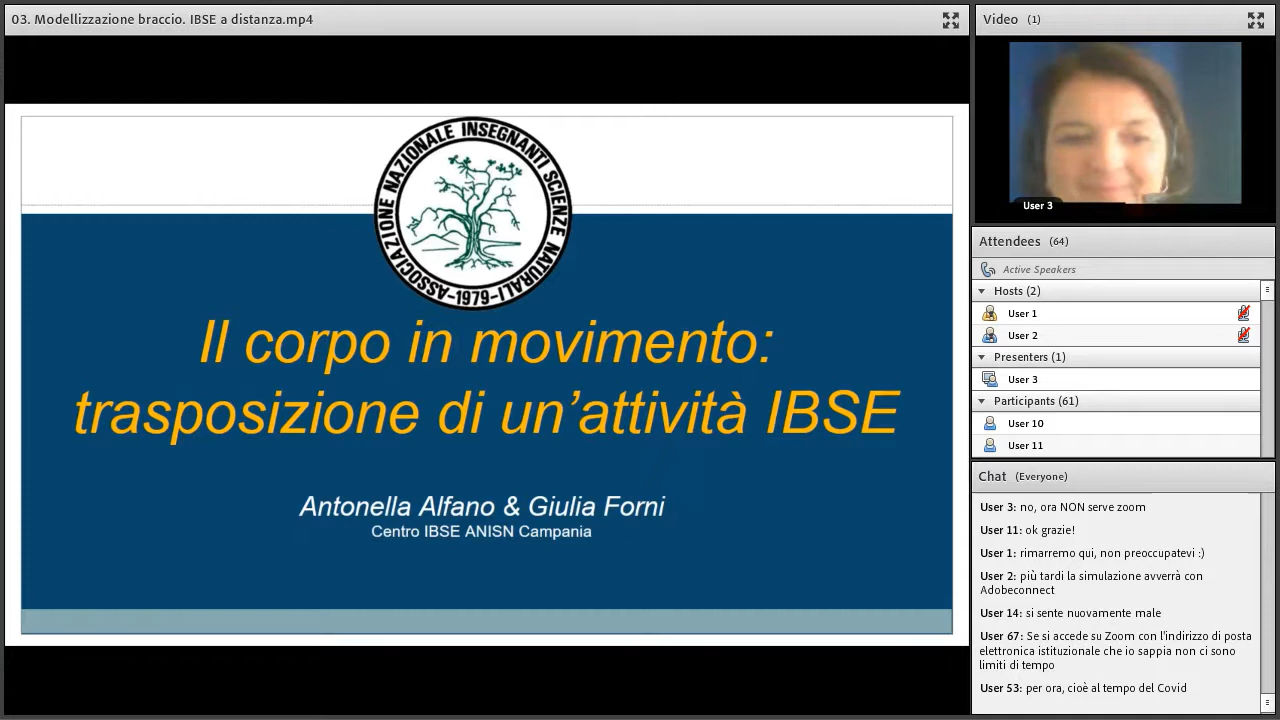 03. Modellizzazione braccio. IBSE a distanza.mp4
ASSOCIAZIONE NAZIONALE INSEGNANTI SCIENZE NATURALI
-1979-
Il corpo in movimento:
trasposizione di un’attività IBSE
Antonella Alfano & Giulia Forni
Centro IBSE ANISN Campania
Video (1)
User 3
Attendees (64)
Active Speakers
Hosts (2)
User 1
User 2
Presenters (1)
User 3
Participants (61)
User 10
User 11
Chat (Everyone)
User 3: no, ora NON serve zoom
User 11: ok grazie!
User 1: rimarremo qui, non preoccupatevi :)
User 2: più tardi la simulazione avverrà con
Adobeconnect
User 14: si sente nuovamente male
User 67: Se si accede su Zoom con l'indirizzo di posta
elettronica istituzionale che io sappia non ci sono
limiti di tempo
User 53: per ora, cioè al tempo del Covid